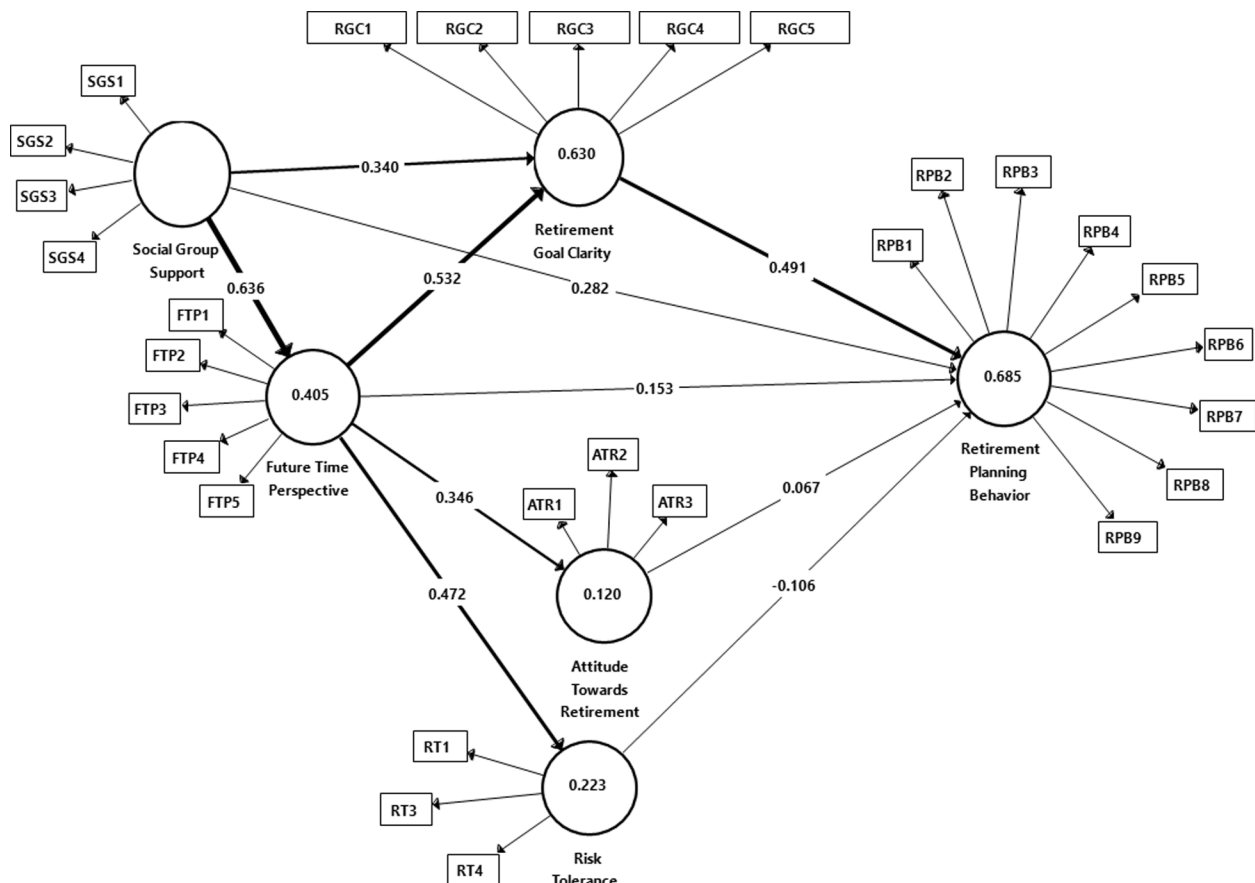 RGC1
RGC2
RGC3
RGC4
RGC5
SGS1
SGS2
SGS3
SGS4
Social Group
Support
0.340
0.630
Retirement
Goal Clarity
0.636
0.532
0.491
0.282
RPB1
RPB2
RPB3
RPB4
RPB5
RPB6
RPB7
RPB8
RPB9
FTP1
FTP2
FTP3
FTP4
FTP5
0.405
Future Time
Perspective
0.153
0.685
Retirement
Planning
Behavior
0.346
ATR1
ATR2
ATR3
0.067
0.472
0.120
-0.106
Attitude
Towards
Retirement
RT1
RT3
RT4
0.223
Risk
Tolerance